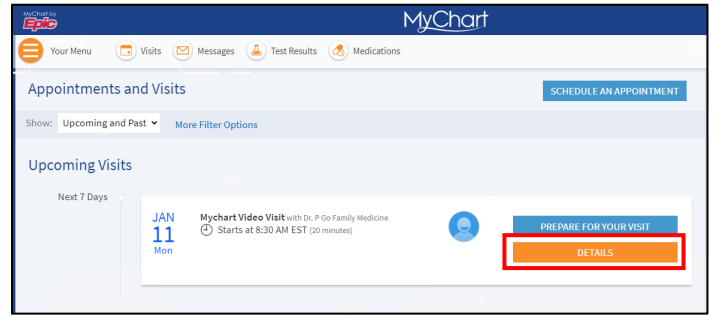 MyChart by
Epic
MyChart
Your Menu Visits Messages Test Results Medications
Appointments and Visits
SCHEDULE AN APPOINTMENT
Show: Upcoming and Past More Filter Options
Upcoming Visits
Next 7 Days
JAN
11
Mon
Mychart Video Visit with Dr. P Go Family Medicine
Starts at 8:30 AM EST (20 minutes)
PREPARE FOR YOUR VISIT
DETAILS